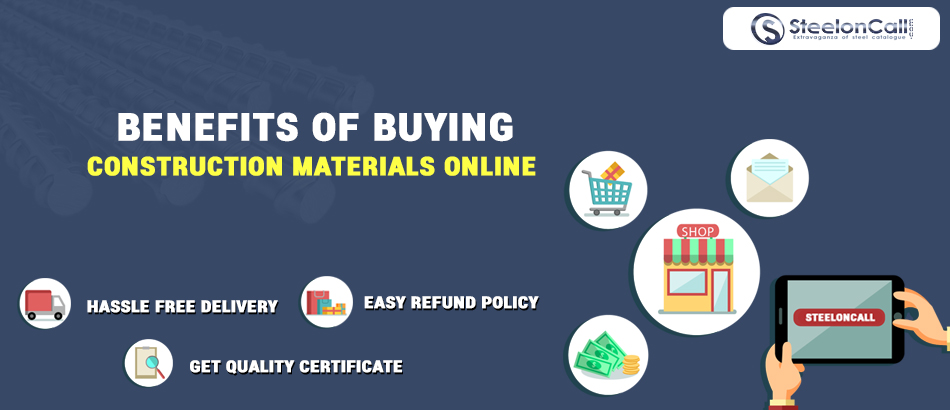 SteelonCall
Extravaganza of steel catalogue
BENEFITS OF BUYING
CONSTRUCTION MATERIALS ONLINE
SHOP
HASSLE FREE DELIVERY
EASY REFUND POLICY
STEELONCALL
GET QUALITY CERTIFICATE